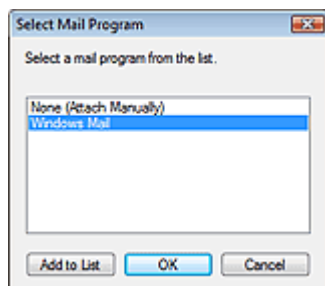 Select Mail Program
Select a mail program from the list.
None (Attach Manually)
Windows Mail
Add to List OK Cancel